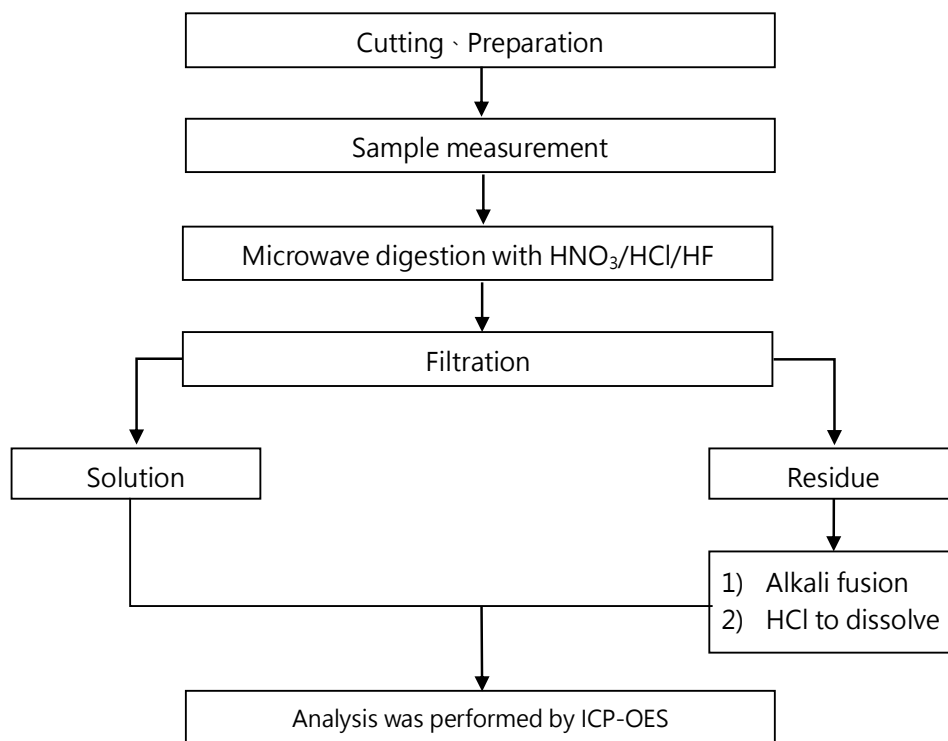 Cutting、Preparation
Sample measurement
Microwave digestion with HNO₃/HCl/HF
Filtration
Solution
Residue
1) Alkali fusion
2) HCl to dissolve
Analysis was performed by ICP-OES